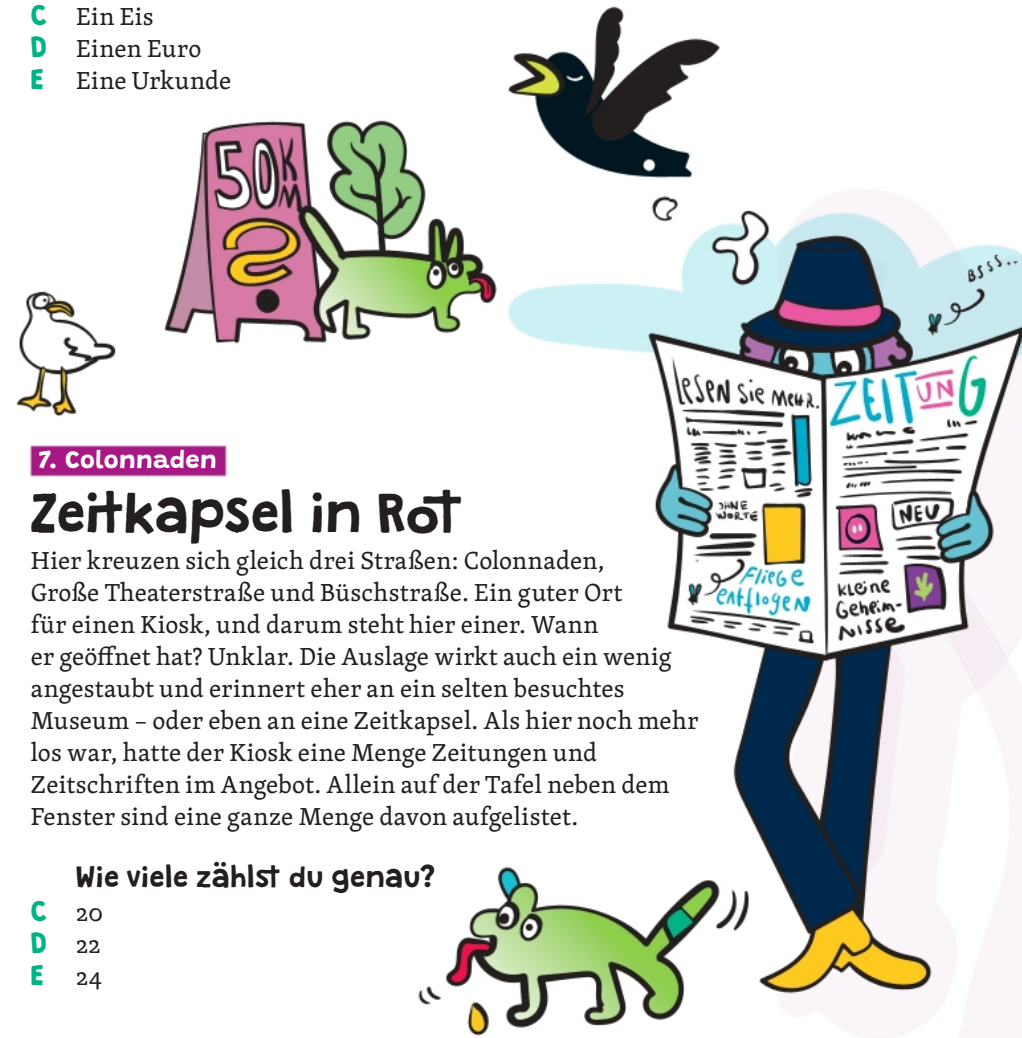 C Ein Eis
D Einen Euro
E Eine Urkunde
50 KM
?
BSSS..
Lesen Sie mehr.
OHNE
WORTE
Fliege
entflogen
ZEITUNG
NEU
kleine
Geheim-
nisse
7. Colonnaden
Zeitkapsel in Rot
Hier kreuzen sich gleich drei Straßen: Colonnaden,
Große Theaterstraße und Büschstraße. Ein guter Ort
für einen Kiosk, und darum steht hier einer. Wann
er geöffnet hat? Unklar. Die Auslage wirkt auch ein wenig
angestaubt und erinnert eher an ein selten besuchtes
Museum – oder eben an eine Zeitkapsel. Als hier noch mehr
los war, hatte der Kiosk eine Menge Zeitungen und
Zeitschriften im Angebot. Allein auf der Tafel neben dem
Fenster sind eine ganze Menge davon aufgelistet.
Wie viele zählst du genau?
C 20
D 22
E 24